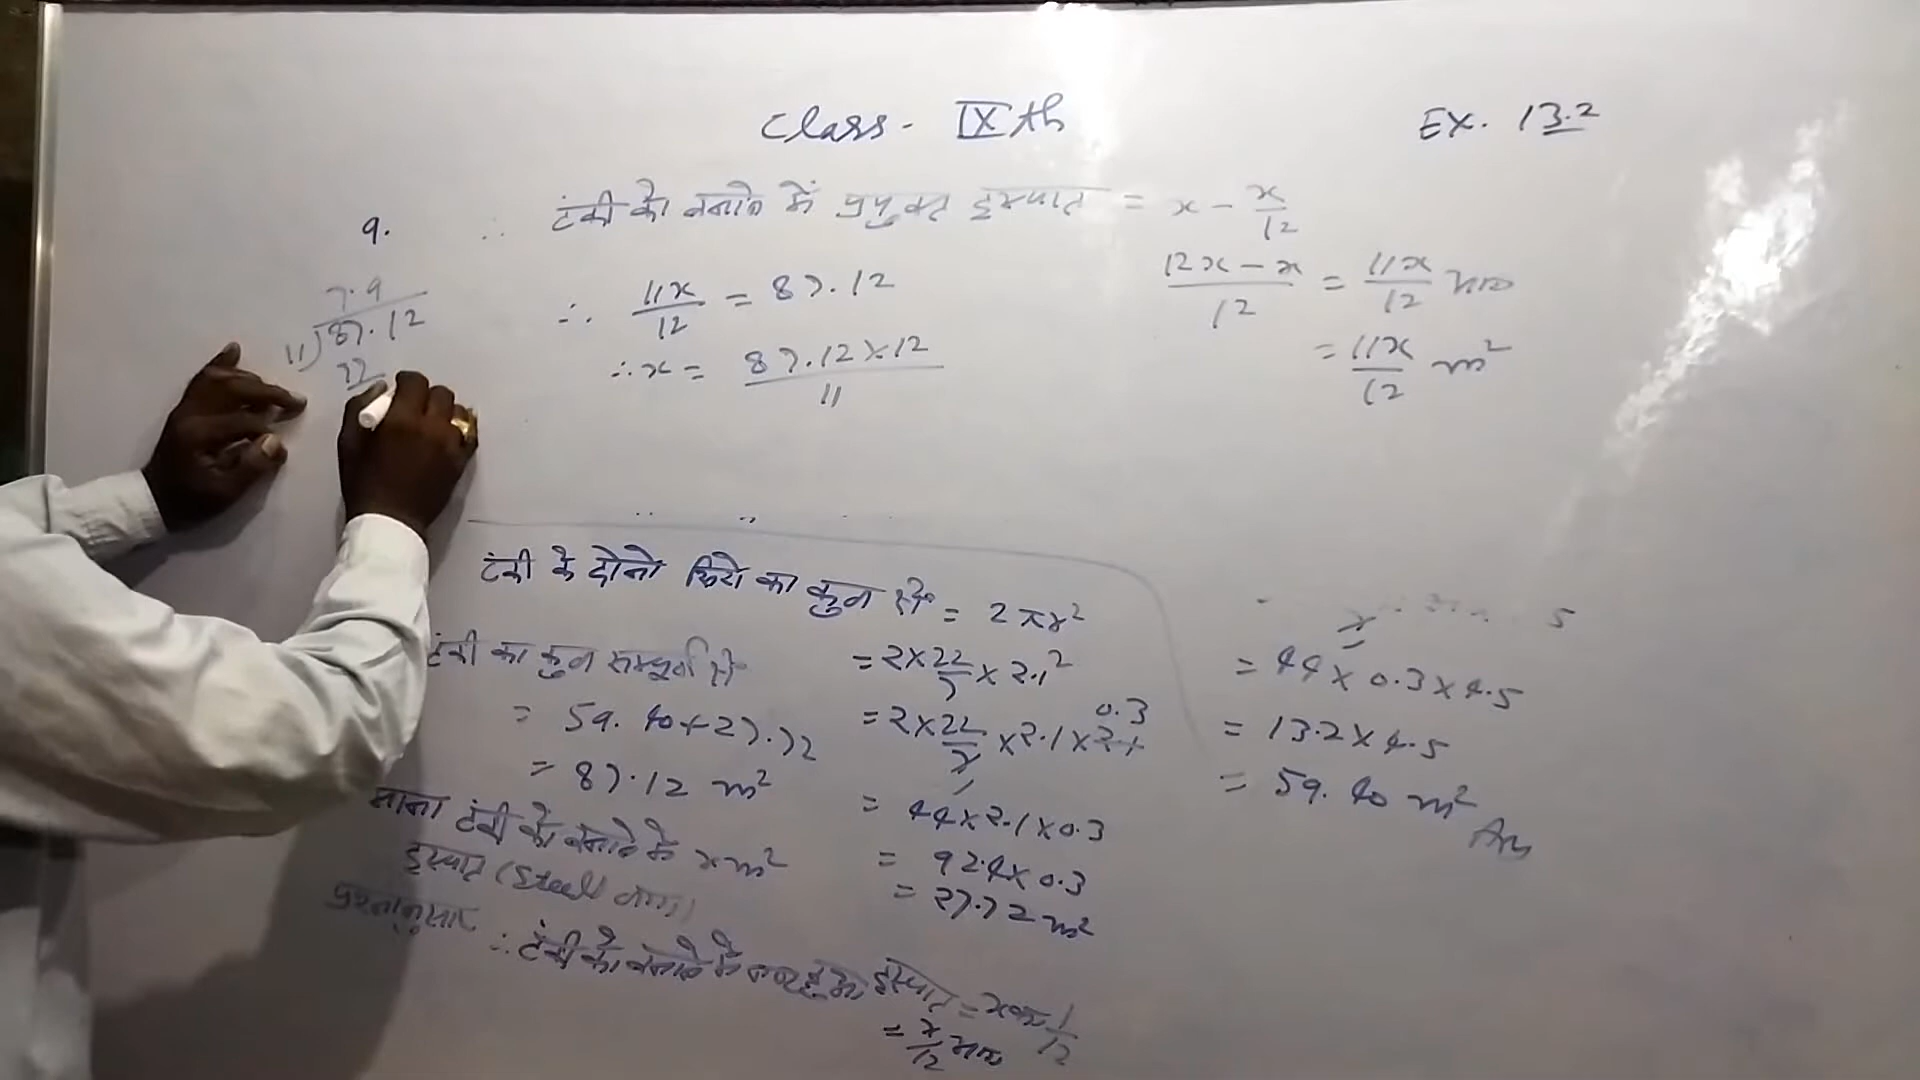 Class - IXth
Ex. 13.2
9.
∴ टंकी को बनाने में प्रयुक्त इस्पात = x - x/12
(12x - x)/12 = 11x/12 भाग
= 11x/12 m²
∴ 11x/12 = 87.12
∴ x = (87.12 × 12)/11
7.9
11)87.12
77
टंकी के दोनो सिरो का कुल क्षे० = 2πr²
= 2 × 22/7 × 2.1²
= 2 × 22/7 × 2.1 × 2.1 0.3
= 44 × 2.1 × 0.3
= 92.4 × 0.3
= 27.72 m²
टंकी का कुल सम्पूर्ण क्षे०
= 59.40 + 27.72
= 87.12 m²
माना टंकी को बनाने में x m²
इस्पात (Steel) लगा
प्रश्नानुसार
∴ टंकी को बनाने में नष्ट हुआ इस्पात = x का 1/12
= x/12 भाग
= 44 × 0.3 × 4.5
= 13.2 × 4.5
= 59.40 m² Ans